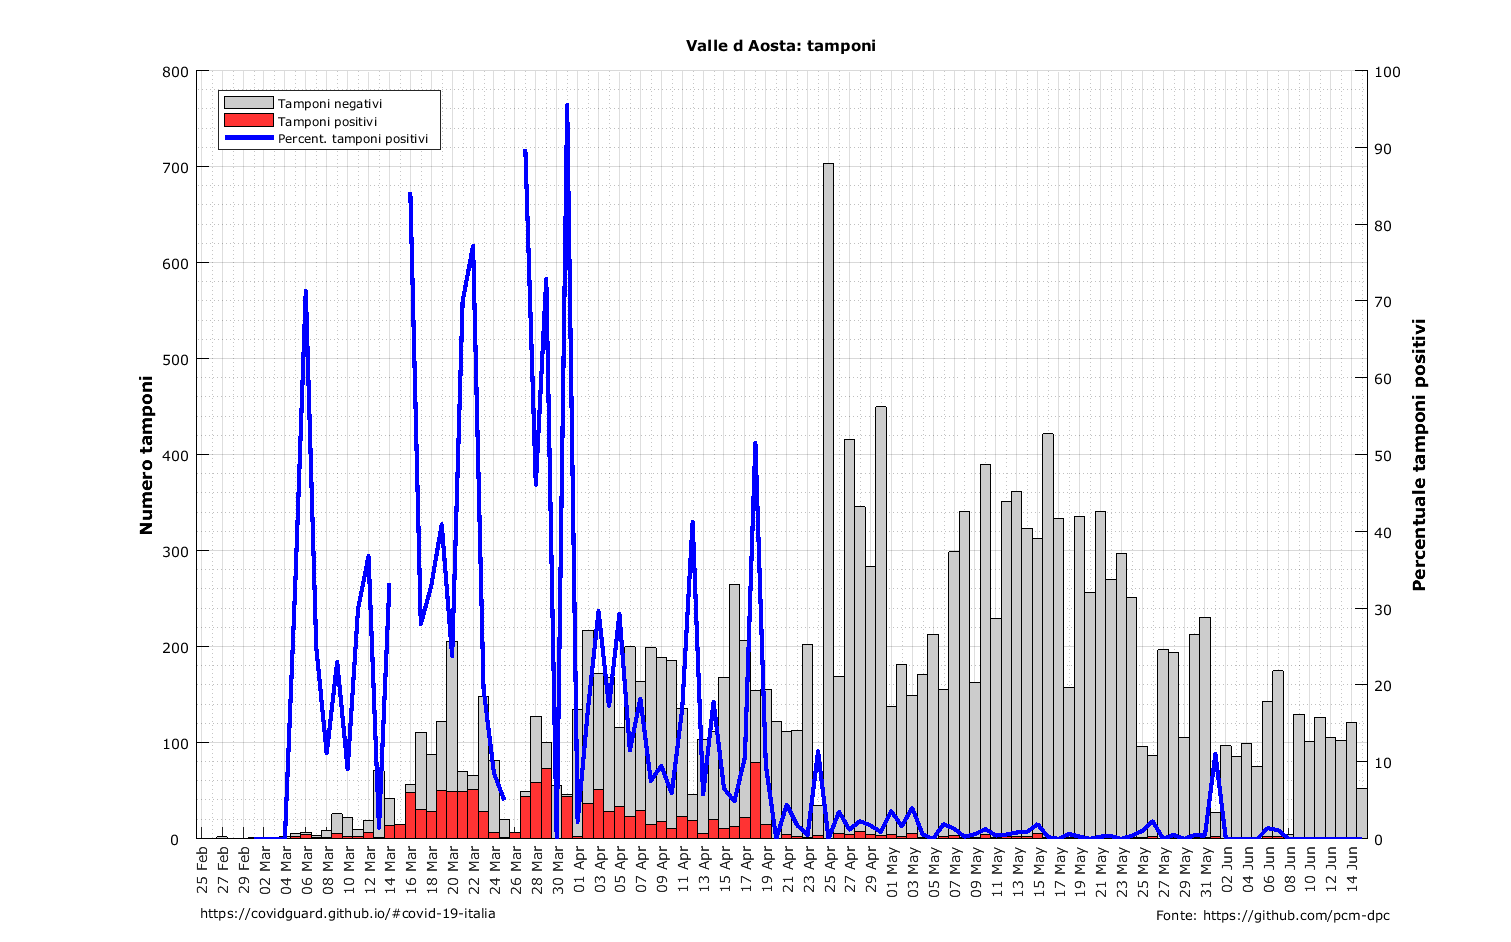 Valle d Aosta: tamponi
Tamponi negativi
Tamponi positivi
Percent. tamponi positivi
Numero tamponi
0
100
200
300
400
500
600
700
800
Percentuale tamponi positivi
0
10
20
30
40
50
60
70
80
90
100
25 Feb
27 Feb
29 Feb
02 Mar
04 Mar
06 Mar
08 Mar
10 Mar
12 Mar
14 Mar
16 Mar
18 Mar
20 Mar
22 Mar
24 Mar
26 Mar
28 Mar
30 Mar
01 Apr
03 Apr
05 Apr
07 Apr
09 Apr
11 Apr
13 Apr
15 Apr
17 Apr
19 Apr
21 Apr
23 Apr
25 Apr
27 Apr
29 Apr
01 May
03 May
05 May
07 May
09 May
11 May
13 May
15 May
17 May
19 May
21 May
23 May
25 May
27 May
29 May
31 May
02 Jun
04 Jun
06 Jun
08 Jun
10 Jun
12 Jun
14 Jun
https://covidguard.github.io/#covid-19-italia
Fonte: https://github.com/pcm-dpc